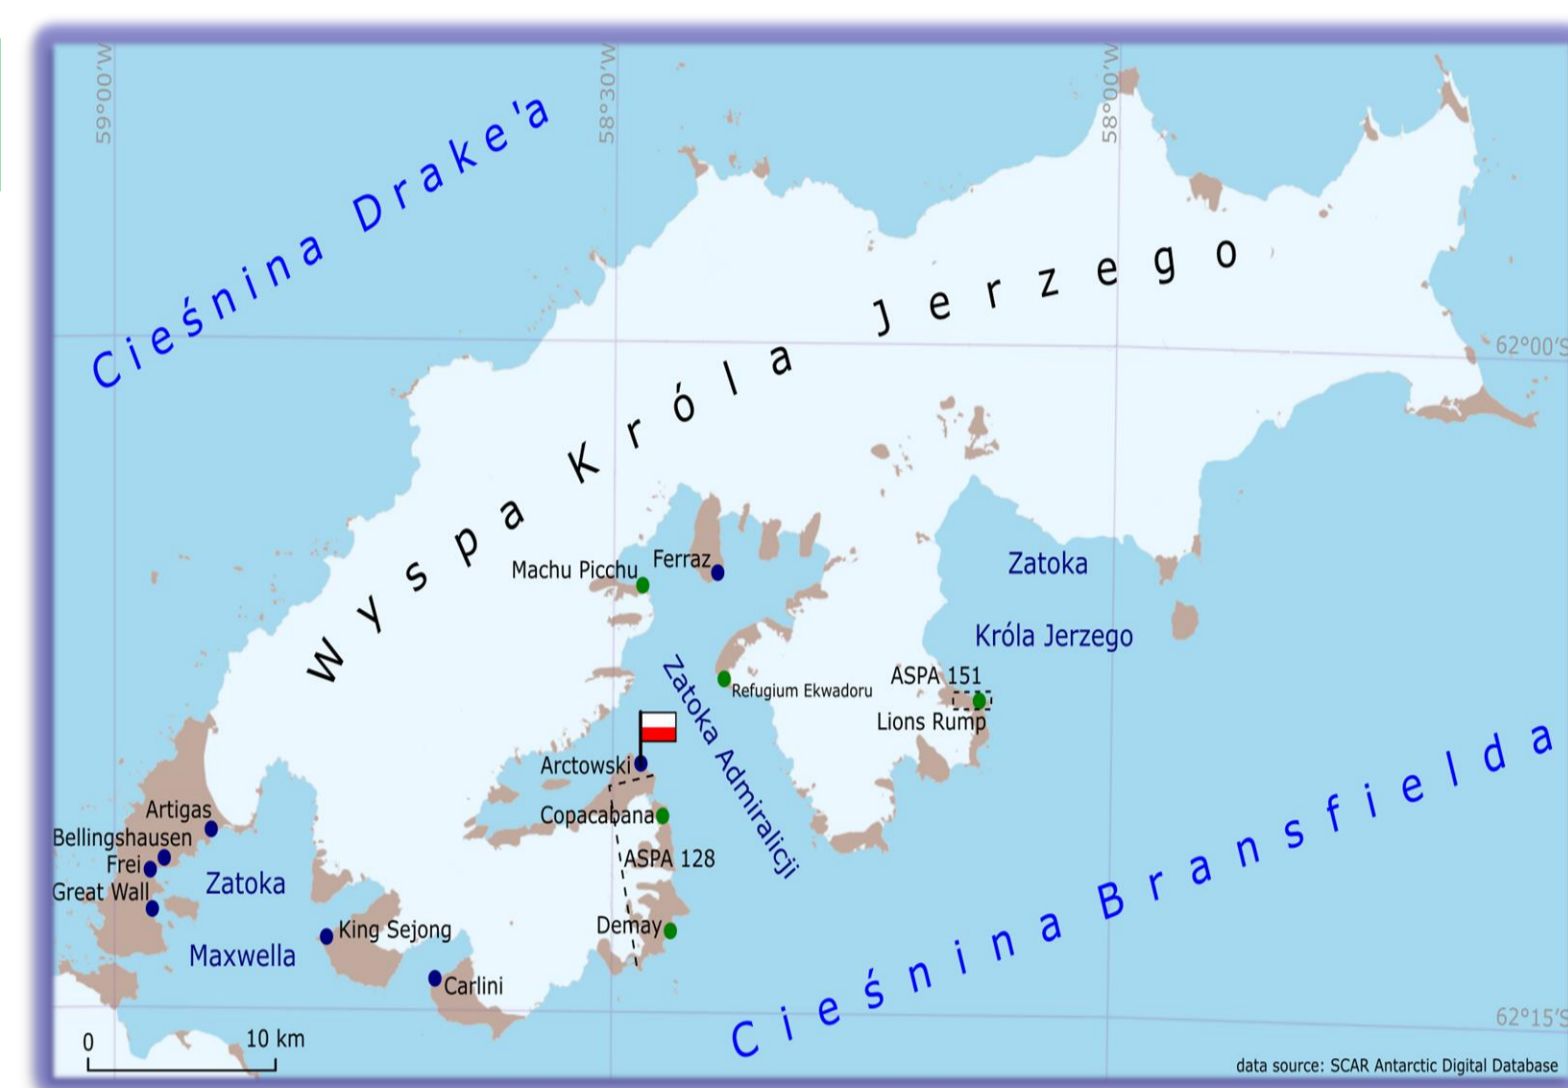 59°00'W
58°30'W
58°00'W
Cieśnina Drake'a
Wyspa Króla Jerzego
62°00'S
Machu Picchu
Ferraz
Zatoka
Króla Jerzego
ASPA 151
Lions Rump
Refugium Ekwadoru
Zatoka Admiralicji
Arctowski
Copacabana
ASPA 128
Demay
Artigas
Bellingshausen
Frei
Great Wall
Zatoka
Maxwella
King Sejong
Carlini
Cieśnina Bransfielda
62°15'S
0 10 km
data source: SCAR Antarctic Digital Database